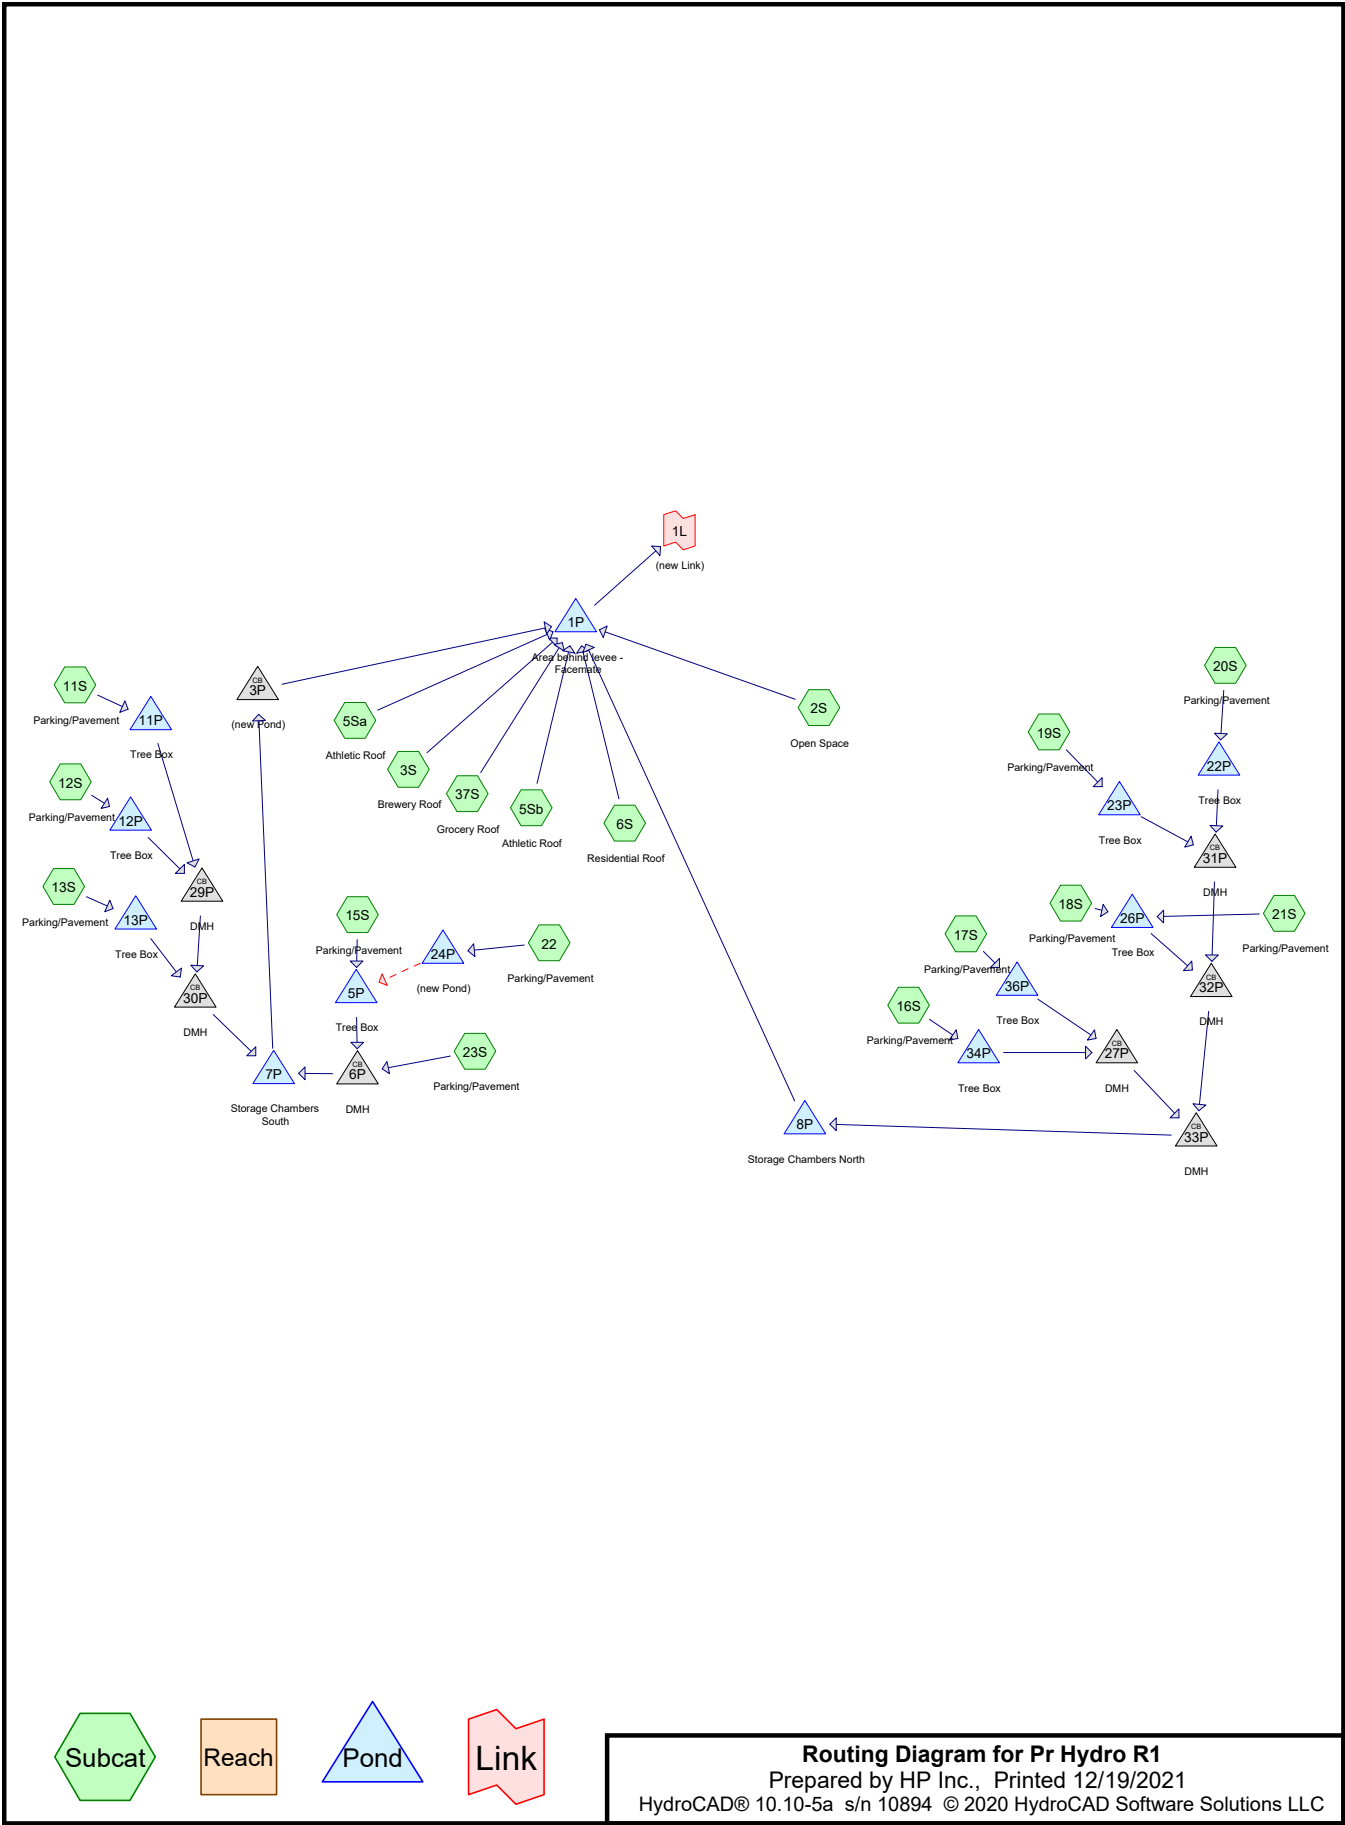 1L
(new Link)
1P
Area behind levee -
Facemate
CB
3P
(new Pond)
11S
Parking/Pavement
11P
Tree Box
12S
Parking/Pavement
12P
Tree Box
13S
Parking/Pavement
13P
Tree Box
CB
29P
DMH
CB
30P
DMH
5Sa
Athletic Roof
3S
Brewery Roof
37S
Grocery Roof
5Sb
Athletic Roof
6S
Residential Roof
2S
Open Space
15S
Parking/Pavement
24P
(new Pond)
22
Parking/Pavement
5P
Tree Box
CB
6P
DMH
23S
Parking/Pavement
7P
Storage Chambers
South
8P
Storage Chambers North
20S
Parking/Pavement
19S
Parking/Pavement
22P
Tree Box
23P
Tree Box
CB
31P
DMH
18S
Parking/Pavement
26P
Tree Box
21S
Parking/Pavement
17S
Parking/Pavement
36P
Tree Box
CB
32P
DMH
16S
Parking/Pavement
34P
Tree Box
CB
27P
DMH
CB
33P
DMH
Subcat
Reach
Pond
Link
Routing Diagram for Pr Hydro R1
Prepared by HP Inc., Printed 12/19/2021
HydroCAD® 10.10-5a s/n 10894 © 2020 HydroCAD Software Solutions LLC